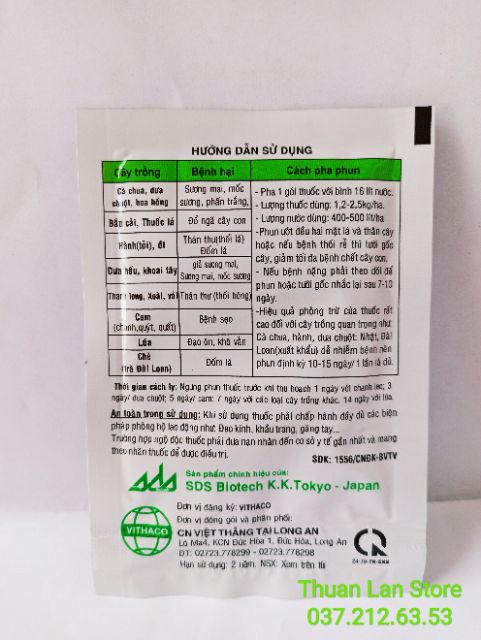 HƯỚNG DẪN SỬ DỤNG
Cây trồng Bệnh hại Cách pha phun
Cà chua, dưa chuột, hoa hồng
Sương mai, mốc sương, phấn trắng,
Bắp cải, Thuốc lá
Đổ ngã cây con
Hành(tỏi), ớt
Thán thư(thối lá) Đốm lá
Dưa hấu, khoai tây
giả sương mai, Sương mai, mốc sương
Thanh long, Xoài, vải
Thán thư (thối bông)
Cam (chanh,quýt, quất)
Bệnh sẹo
Lúa
Đạo ôn, khô vằn
Chè (trà Đài Loan)
Đốm lá
- Pha 1 gói thuốc với bình 16 lít nước.
- Lượng thuốc dùng: 1,2-2,5kg/ha.
- Lượng nước dùng: 400-500 lít/ha
- Phun ướt đều hai mặt lá và thân cây
hoặc nếu bệnh thối rễ thì tưới gốc
cây, giảm tối đa bệnh chết cây con.
- Nếu bệnh nặng phải theo dõi để
phun hoặc tưới gốc nhắc lại sau 7-10
ngày.
-Hiệu quả phòng trừ của thuốc rất
cao đối với cây trồng quan trọng như:
Cà chua, hành, dưa chuột: Nhật, Đài
Loan(xuất khẩu) dễ nhiễm bệnh nên
phun định kỳ 10-15 ngày/ 1 lần là đủ.
Thời gian cách ly: Ngưng phun thuốc trước khi thu hoạch 1 ngày với chanh leo; 3
ngày/ dưa chuột; 5 ngày/ cam; 7 ngày với các loại cây trồng khác. 14 ngày với lúa.
An toàn trong sử dụng: Khi sử dụng thuốc phải chấp hành đầy đủ các biện
pháp phòng hộ lao động như: Đeo kính, khẩu trang, găng tay...
Trường hợp ngộ độc thuốc phải đưa nạn nhân đến cơ sở y tế gần nhất và mang
theo nhãn thuốc để được điều trị.
SĐK: 1556/CNĐK-BVTV
sds
Sản phẩm chính hiệu của:
SDS Biotech K.K.Tokyo - Japan
Đơn vị đăng ký: VITHACO
Đơn vị đóng gói và phân phối:
VITHACO
CN VIỆT THẮNG TẠI LONG AN
Lô Ma4, KCN Đức Hòa 1, Đức Hòa, Long An
ĐT: 02723.778299 - 02723.778298
Hạn sử dụng: 2 năm. NSX: Xem trên túi
Thuan Lan Store
037.212.63.53